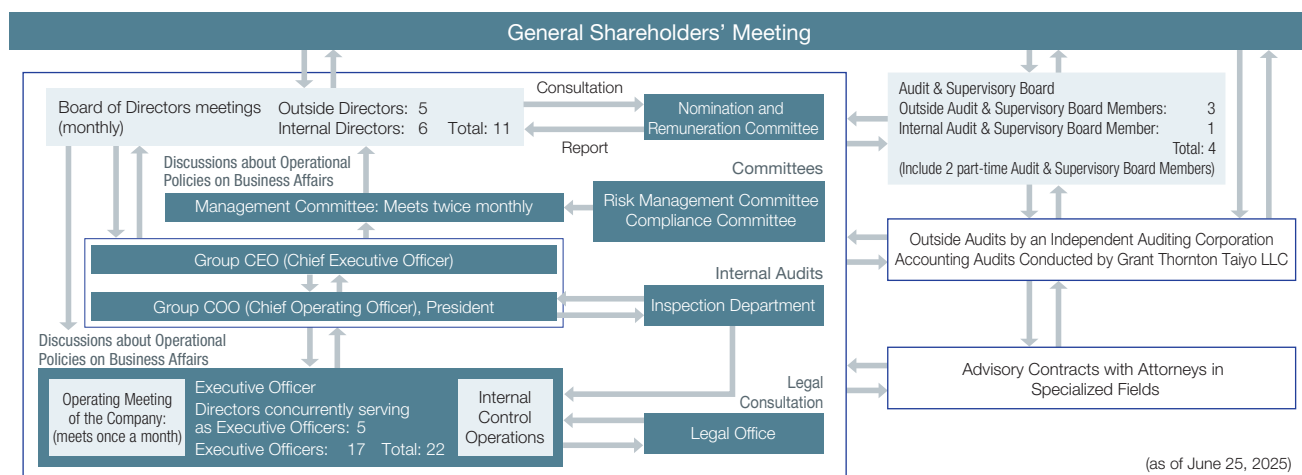 General Shareholders' Meeting
Board of Directors meetings
(monthly)
Outside Directors: 5
Internal Directors: 6 Total: 11
Consultation
Report
Nomination and
Remuneration Committee
Audit & Supervisory Board
Outside Audit & Supervisory Board Members: 3
Internal Audit & Supervisory Board Member: 1
Total: 4
(Include 2 part-time Audit & Supervisory Board Members)
Discussions about Operational
Policies on Business Affairs
Management Committee: Meets twice monthly
Committees
Risk Management Committee
Compliance Committee
Group CEO (Chief Executive Officer)
Group COO (Chief Operating Officer), President
Internal Audits
Inspection Department
Outside Audits by an Independent Auditing Corporation
Accounting Audits Conducted by Grant Thornton Taiyo LLC
Discussions about Operational
Policies on Business Affairs
Operating Meeting
of the Company:
(meets once a month)
Executive Officer
Directors concurrently serving
as Executive Officers: 5
Executive Officers: 17 Total: 22
Internal
Control
Operations
Legal
Consultation
Legal Office
Advisory Contracts with Attorneys in
Specialized Fields
(as of June 25, 2025)